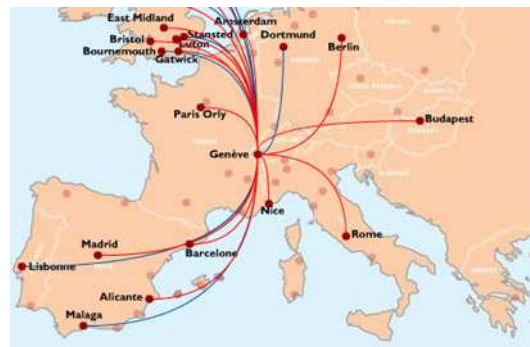 East Midland
Amsterdam
Stansted
Dortmund
Bristol
Luton
Berlin
Bournemouth
Gatwick
Paris Orly
Budapest
Genève
Nice
Rome
Madrid
Barcelone
Lisbonne
Alicante
Malaga